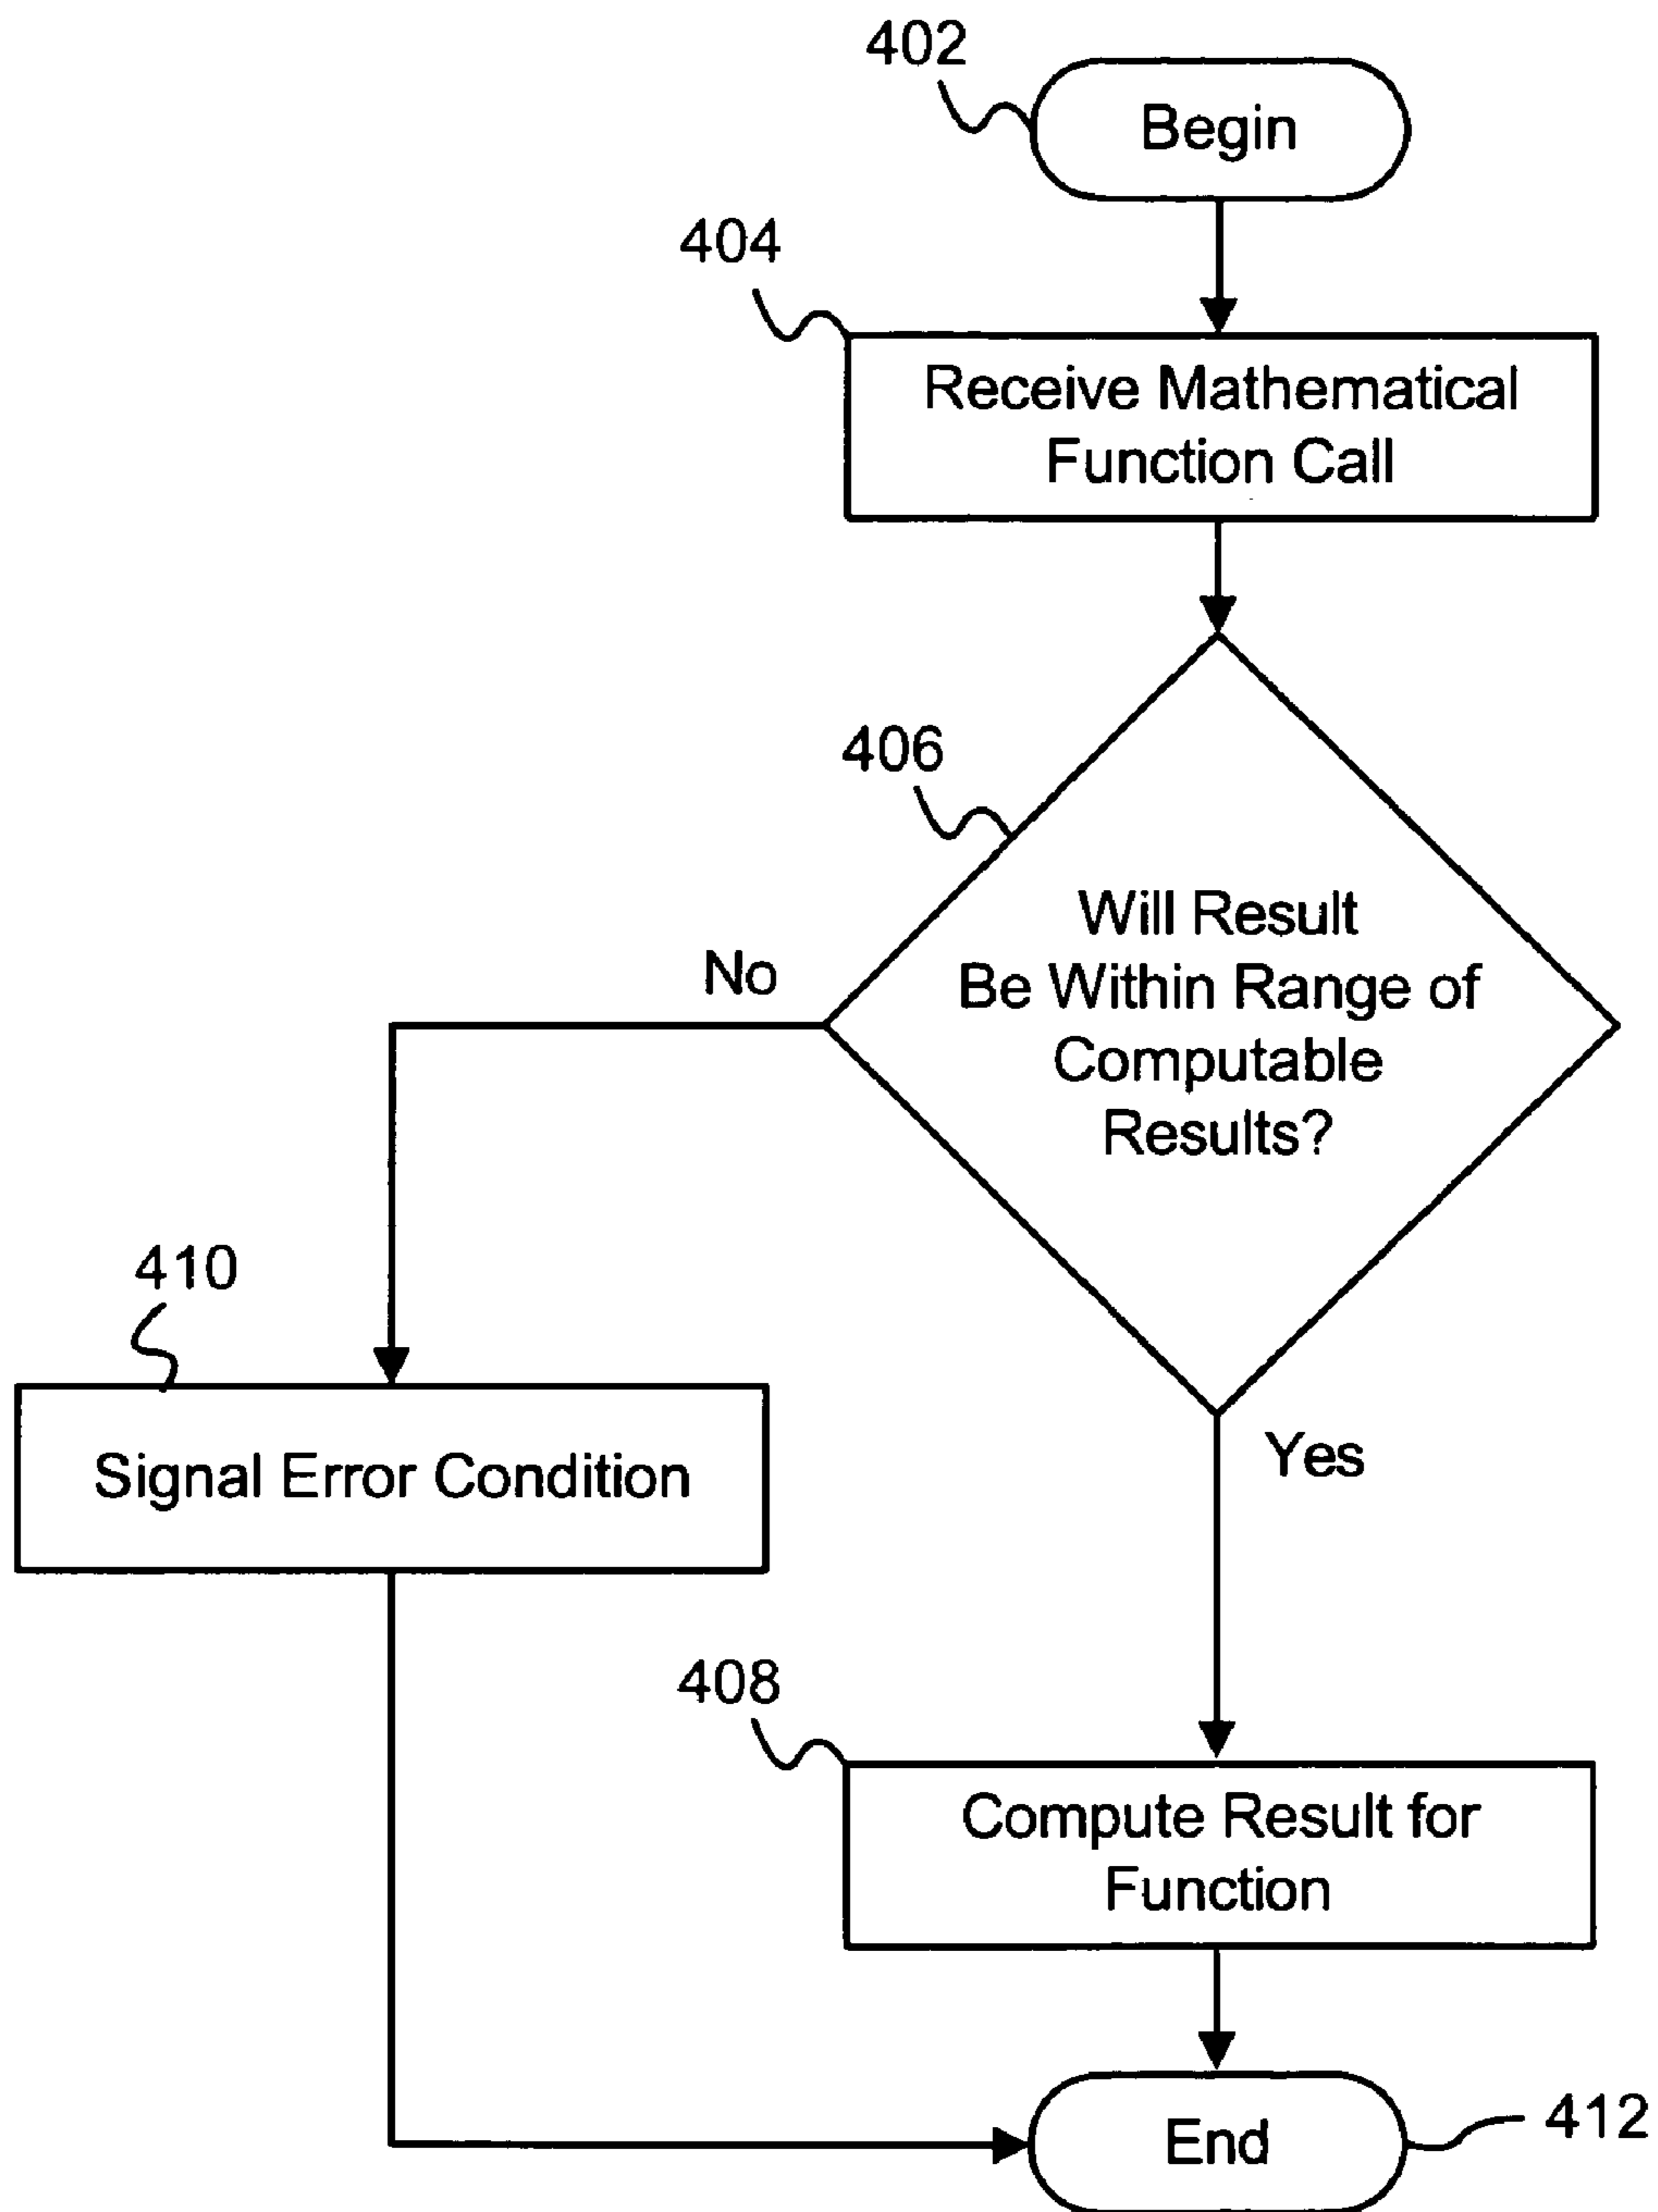 402
Begin
404
Receive Mathematical
Function Call
406
Will Result
Be Within Range of
Computable
Results?
No
Yes
410
Signal Error Condition
408
Compute Result for
Function
End
412